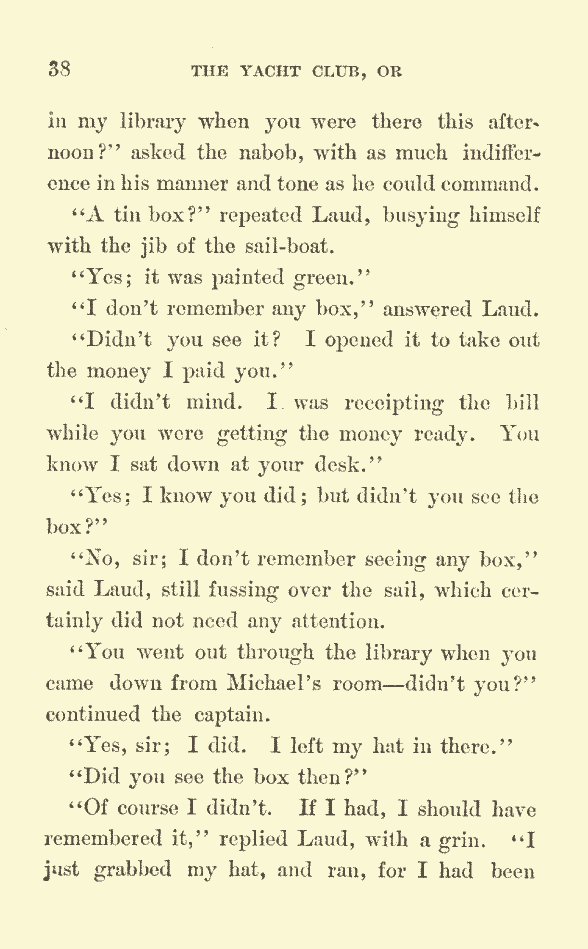 38 THE YACHT CLUB, OR
in my library when you were there this after-
noon?" asked the nabob, with as much indiffer-
ence in his manner and tone as he could command.
"A tin box?" repeated Laud, busying himself
with the jib of the sail-boat.
"Yes; it was painted green."
"I don't remember any box," answered Laud.
"Didn't you see it? I opened it to take out
the money I paid you."
"I didn't mind. I was receipting the bill
while you were getting the money ready. You
know I sat down at your desk."
"Yes; I know you did; but didn't you see the
box?"
"No, sir; I don't remember seeing any box,"
said Laud, still fussing over the sail, which cer-
tainly did not need any attention.
"You went out through the library when you
came down from Michael's room—didn't you?"
continued the captain.
"Yes, sir; I did. I left my hat in there."
"Did you see the box then?"
"Of course I didn't. If I had, I should have
remembered it," replied Laud, with a grin. "I
just grabbed my hat, and ran, for I had been